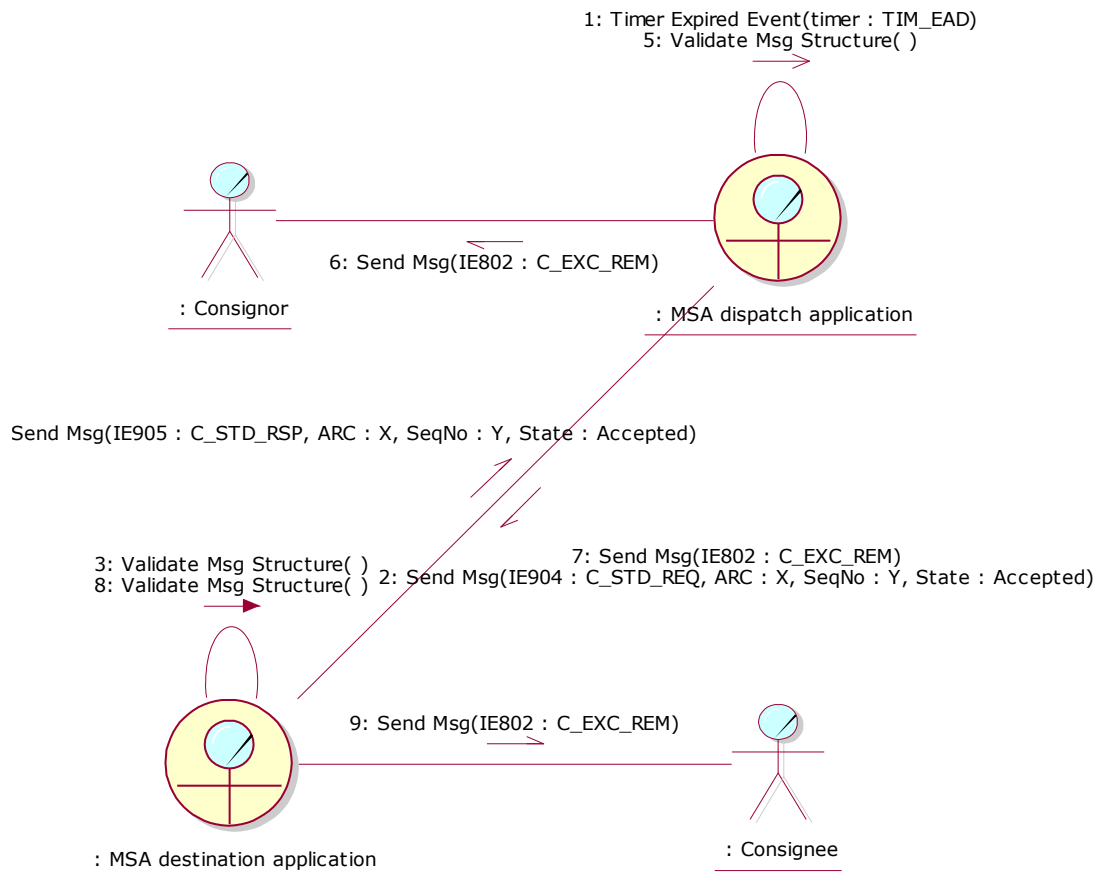 1: Timer Expired Event(timer : TIM_EAD)
5: Validate Msg Structure( )
6: Send Msg(IE802 : C_EXC_REM)
: Consignor
: MSA dispatch application
Send Msg(IE905 : C_STD_RSP, ARC : X, SeqNo : Y, State : Accepted)
3: Validate Msg Structure( )
8: Validate Msg Structure( )
7: Send Msg(IE802 : C_EXC_REM)
2: Send Msg(IE904 : C_STD_REQ, ARC : X, SeqNo : Y, State : Accepted)
9: Send Msg(IE802 : C_EXC_REM)
: MSA destination application
: Consignee